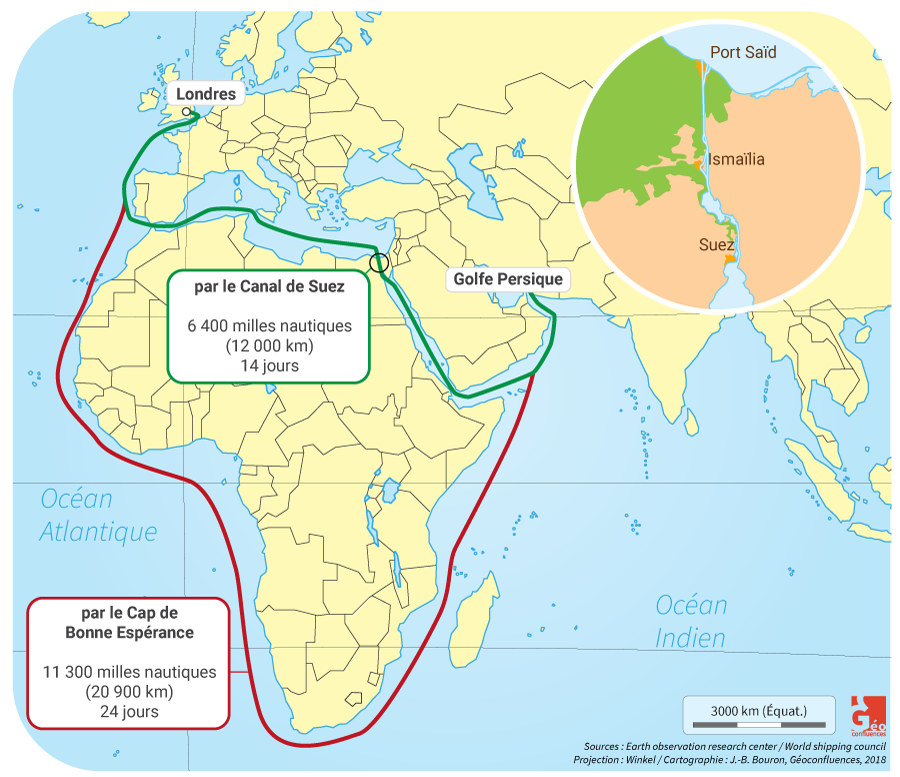 Port Saïd
Londres
Ismaïlia
Suez
Golfe Persique
par le Canal de Suez
6 400 milles nautiques
(12 000 km)
14 jours
Océan
Atlantique
par le Cap de
Bonne Espérance
11 300 milles nautiques
(20 900 km)
24 jours
Océan
Indien
3000 km (Équat.)
Géo
confluences
Sources : Earth observation research center / World shipping council
Projection : Winkel / Cartographie : J.-B. Bouron, Géoconfluences, 2018